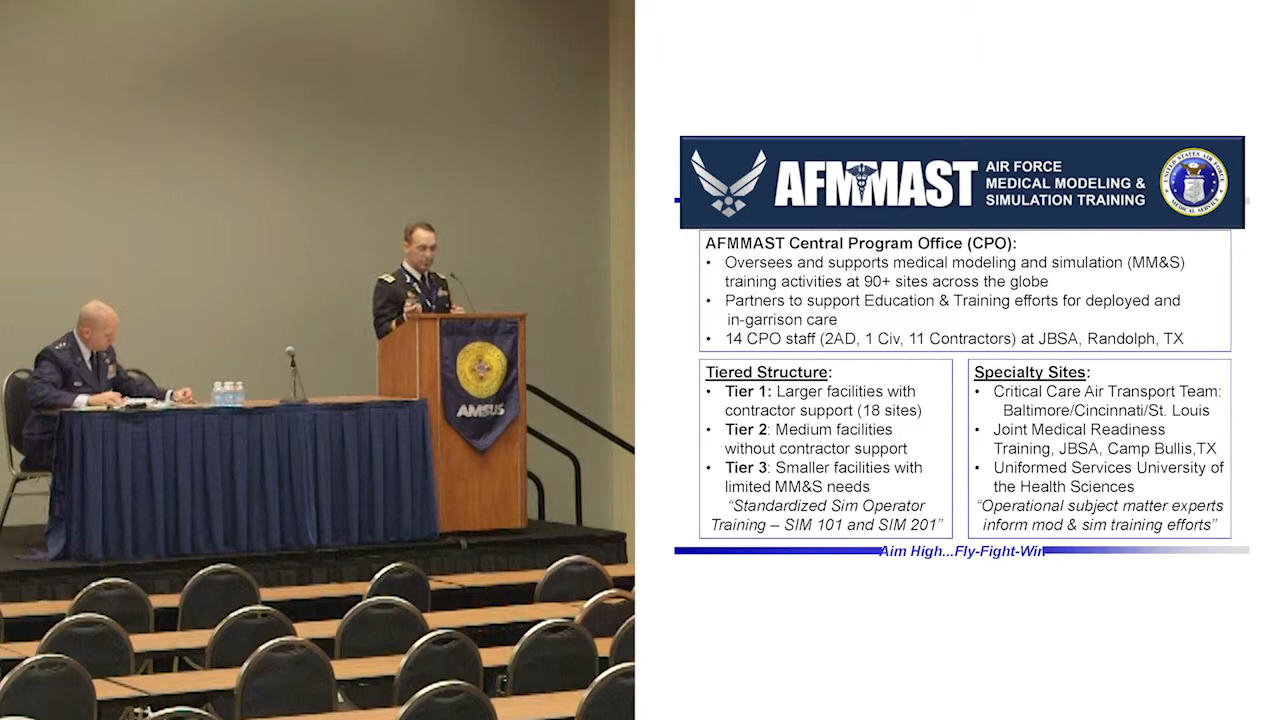 AMSUS
AFMMAST
AIR FORCE
MEDICAL MODELING &
SIMULATION TRAINING
UNITED STATES AIR FORCE
MEDICAL SERVICE
AFMMAST Central Program Office (CPO):
• Oversees and supports medical modeling and simulation (MM&S)
training activities at 90+ sites across the globe
• Partners to support Education & Training efforts for deployed and
in-garrison care
• 14 CPO staff (2AD, 1 Civ, 11 Contractors) at JBSA, Randolph, TX
Tiered Structure:
• Tier 1: Larger facilities with
contractor support (18 sites)
• Tier 2: Medium facilities
without contractor support
• Tier 3: Smaller facilities with
limited MM&S needs
“Standardized Sim Operator
Training – SIM 101 and SIM 201”
Specialty Sites:
• Critical Care Air Transport Team:
Baltimore/Cincinnati/St. Louis
• Joint Medical Readiness
Training, JBSA, Camp Bullis,TX
• Uniformed Services University of
the Health Sciences
“Operational subject matter experts
inform mod & sim training efforts”
Aim High...Fly-Fight-Win